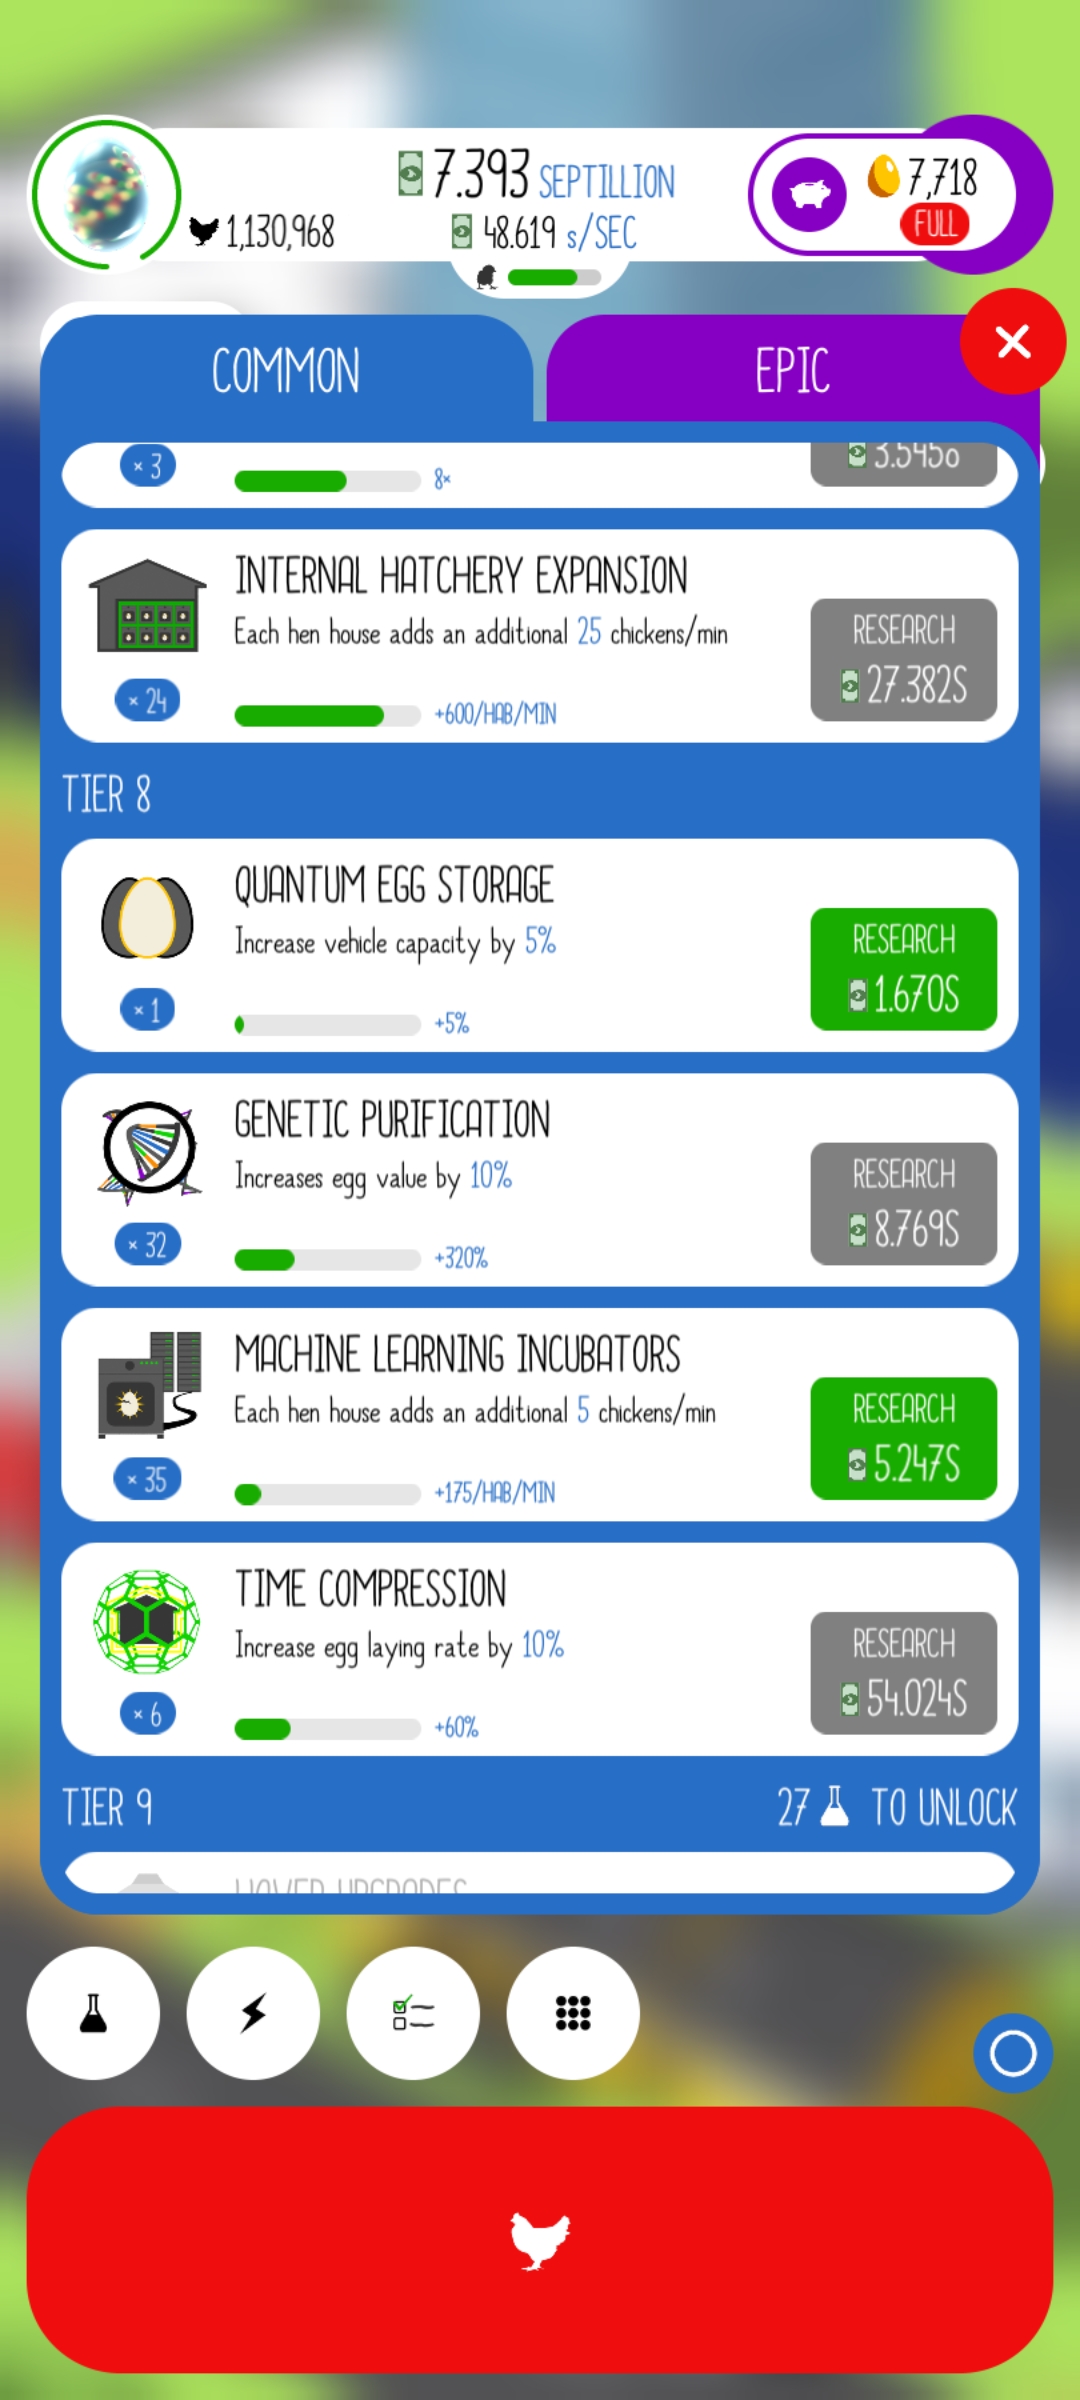 7.393 SEPTILLION
7,718
1,130,968
48.619 s/SEC
FULL
COMMON
EPIC
× 3
8×
3.545o
INTERNAL HATCHERY EXPANSION
Each hen house adds an additional 25 chickens/min
RESEARCH
27.382S
× 24
+600/HAB/MIN
TIER 8
QUANTUM EGG STORAGE
Increase vehicle capacity by 5%
RESEARCH
1.670S
× 1
+5%
GENETIC PURIFICATION
Increases egg value by 10%
RESEARCH
8.769S
× 32
+320%
MACHINE LEARNING INCUBATORS
Each hen house adds an additional 5 chickens/min
RESEARCH
5.247S
× 35
+175/HAB/MIN
TIME COMPRESSION
Increase egg laying rate by 10%
RESEARCH
54.024S
× 6
+60%
TIER 9
27 TO UNLOCK
HOVER UPGRADES